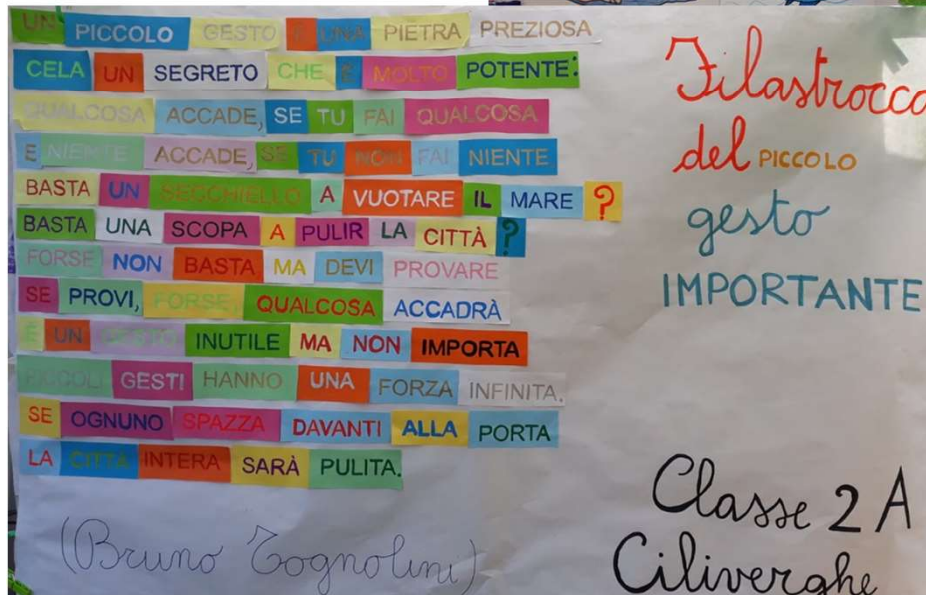 UN PICCOLO GESTO È UNA PIETRA PREZIOSA
CELA UN SEGRETO CHE È MOLTO POTENTE:
QUALCOSA ACCADE, SE TU FAI QUALCOSA
E NIENTE ACCADE, SE TU NON FAI NIENTE
BASTA UN SECCHIELLO A VUOTARE IL MARE ?
BASTA UNA SCOPA A PULIR LA CITTÀ ?
FORSE NON BASTA MA DEVI PROVARE
SE PROVI, FORSE, QUALCOSA ACCADRÀ
È UN GESTO INUTILE MA NON IMPORTA
PICCOLI GESTI HANNO UNA FORZA INFINITA.
SE OGNUNO SPAZZA DAVANTI ALLA PORTA
LA CITTÀ INTERA SARÀ PULITA.
(Bruno Tognolini)
Filastrocca
del PICCOLO
gesto
IMPORTANTE
Classe 2 A
Ciliverghe